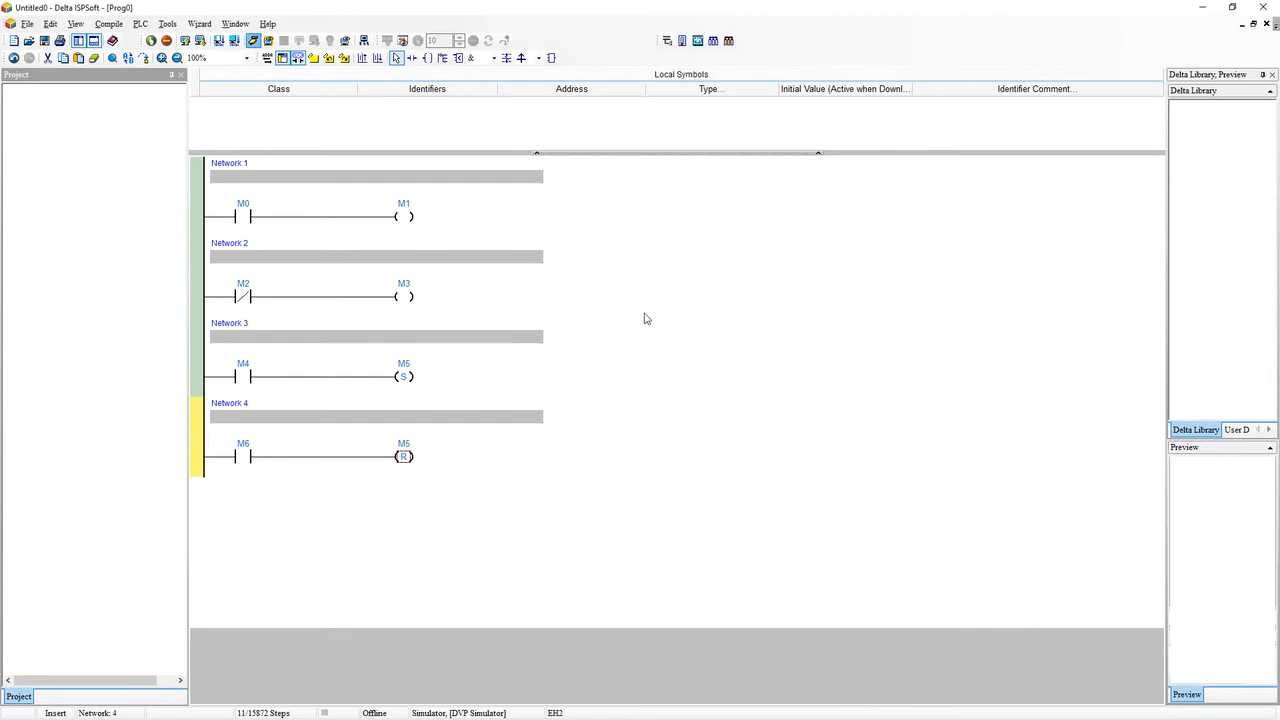 Untitled0 - Delta ISPSoft - [Prog0]
File Edit View Compile PLC Tools Wizard Window Help
10
100%
&
Project
Local Symbols
Class Identifiers Address Type... Initial Value (Active when Downl... Identifier Comment...
Network 1
M0 M1
Network 2
M2 M3
Network 3
M4 M5
S
Network 4
M6 M5
R
Delta Library, Preview
Delta Library
Delta Library User D
Preview
Preview
Project
Insert Network: 4 11/15872 Steps Offline Simulator, [DVP Simulator] EH2